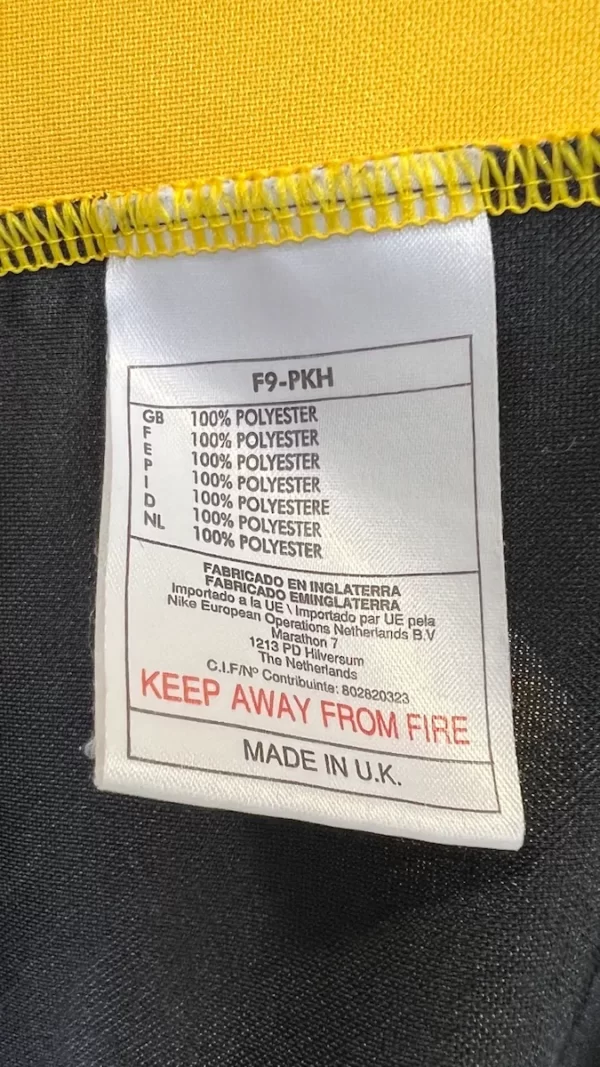 F9-PKH
GB 100% POLYESTER
F 100% POLYESTER
E 100% POLYESTER
P 100% POLYESTER
I 100% POLYESTERE
D 100% POLYESTER
NL 100% POLYESTER
FABRICADO EN INGLATERRA
FABRICADO EMINGLATERRA
Importado a la UE \ Importado par UE pela
Nike European Operations Netherlands B.V
Marathon 7
1213 PD Hilversum
The Netherlands
C.I.F/Nº Contribuinte: 802820323
KEEP AWAY FROM FIRE
MADE IN U.K.